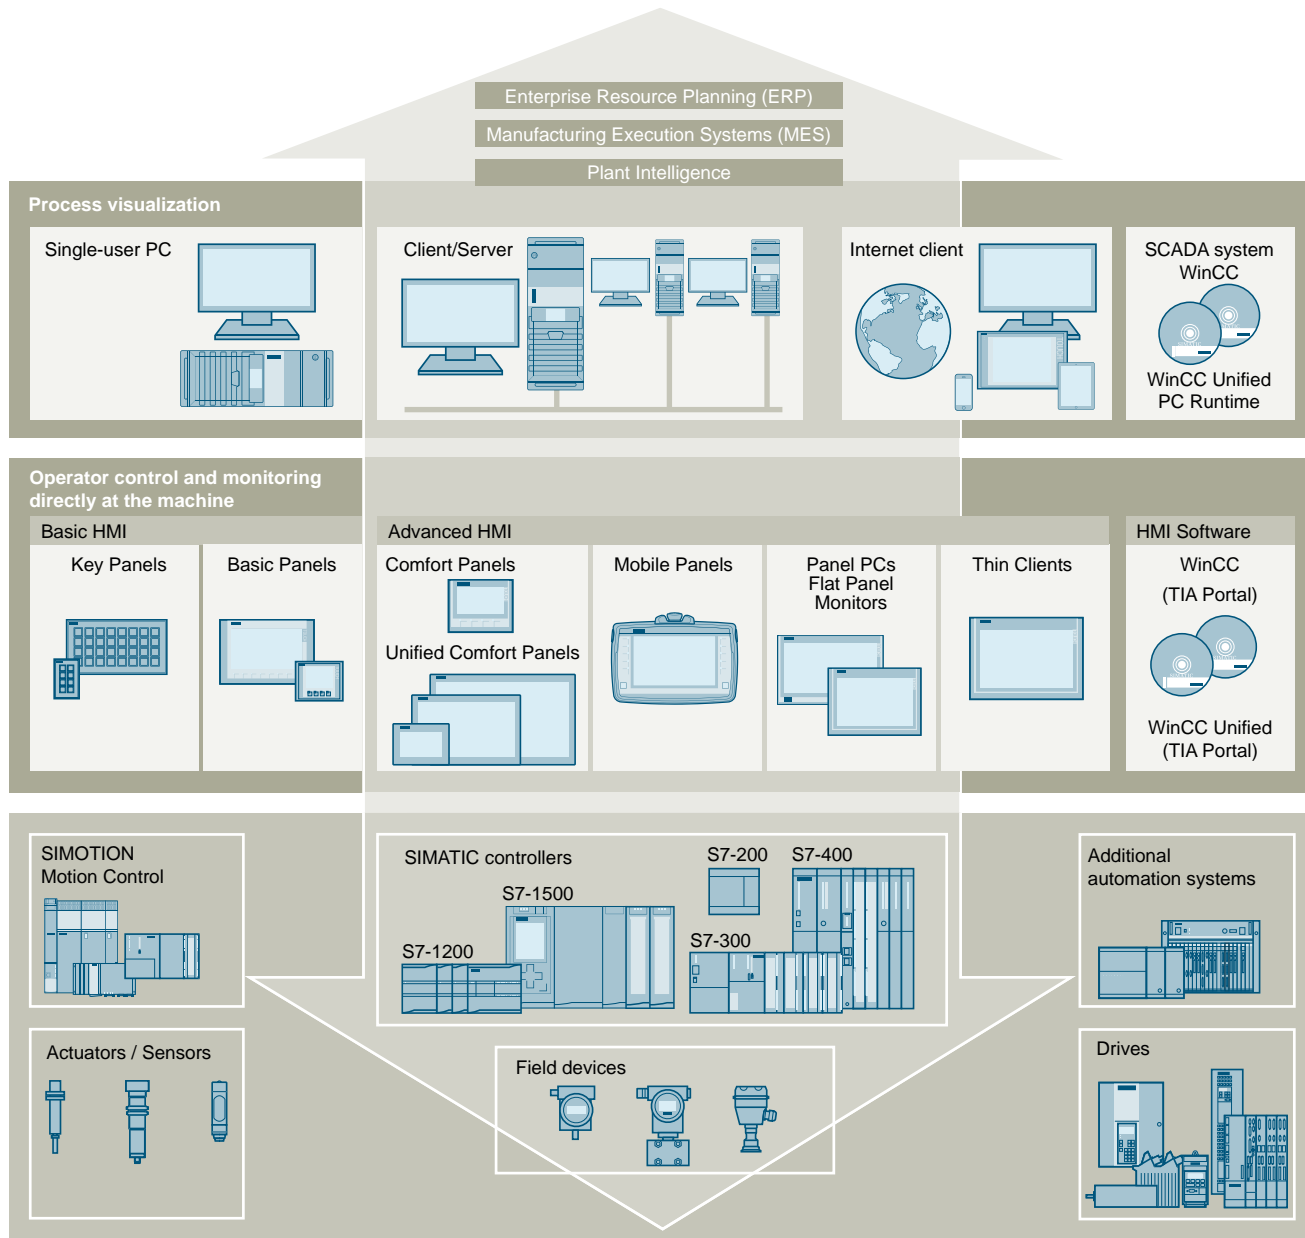 Enterprise Resource Planning (ERP)
Manufacturing Execution Systems (MES)
Plant Intelligence
Process visualization
Single-user PC
Client/Server
Internet client
SCADA system
WinCC
WinCC Unified
PC Runtime
Operator control and monitoring
directly at the machine
Basic HMI
Advanced HMI
HMI Software
Key Panels
Basic Panels
Comfort Panels
Unified Comfort Panels
Mobile Panels
Panel PCs
Flat Panel
Monitors
Thin Clients
WinCC
(TIA Portal)
WinCC Unified
(TIA Portal)
SIMOTION
Motion Control
SIMATIC controllers
S7-200
S7-400
S7-1500
S7-300
S7-1200
Additional
automation systems
Actuators / Sensors
Field devices
Drives